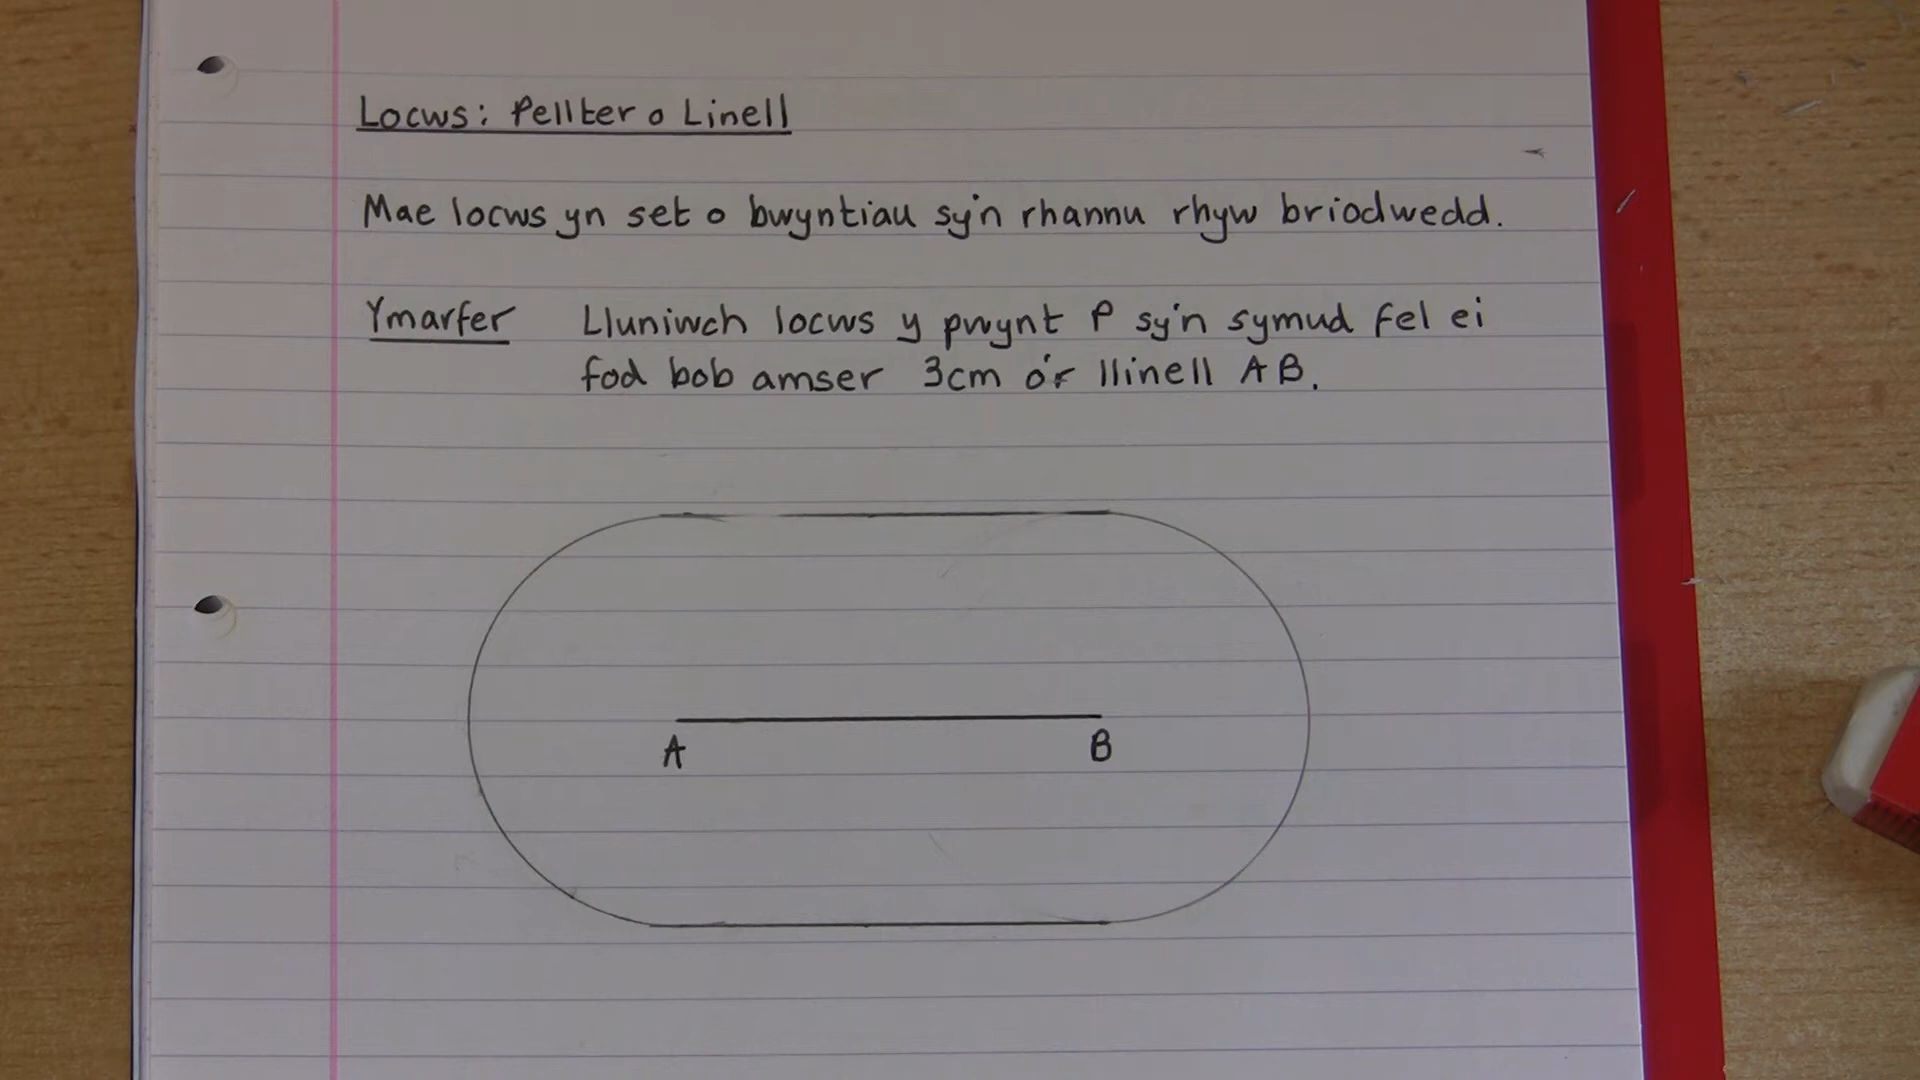 Locws: Pellter o Linell
Mae locws yn set o bwyntiau sy'n rhannu rhyw briodwedd.
Ymarfer Lluniwch locws y pwynt P sy'n symud fel ei
fod bob amser 3cm o'r llinell AB.
A B